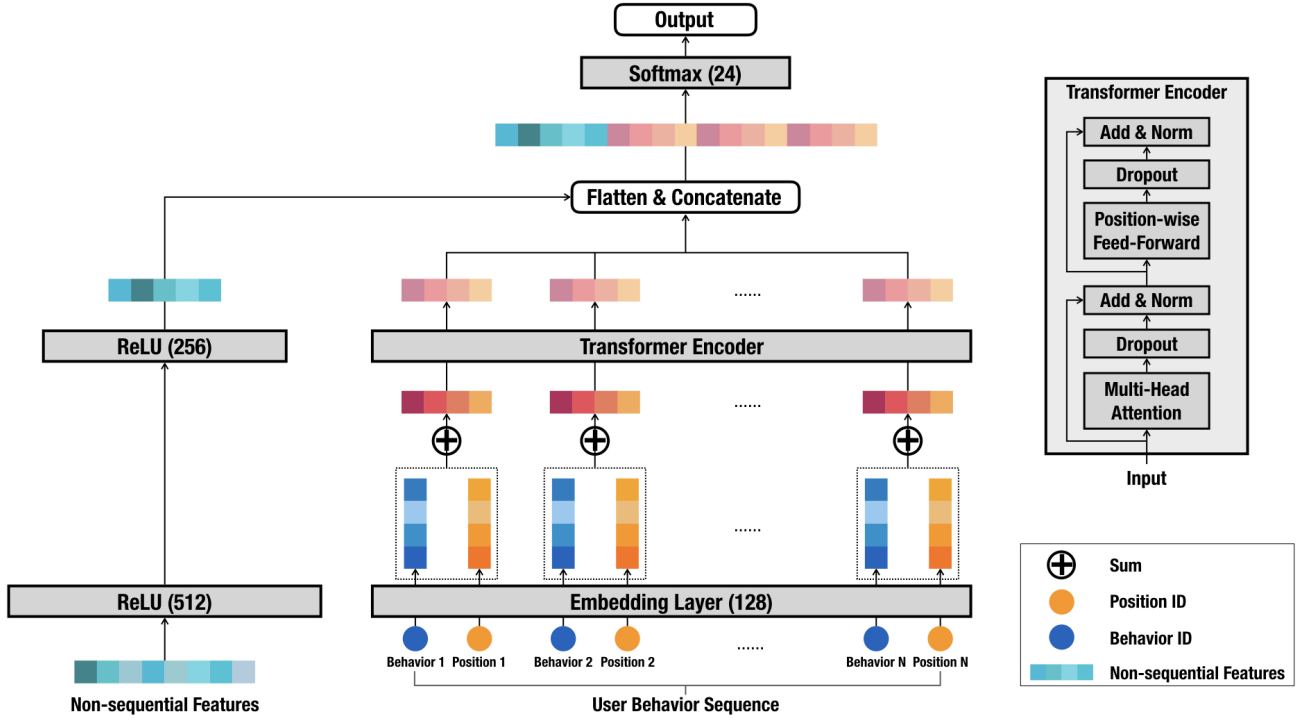 Output
Softmax (24)
Flatten & Concatenate
ReLU (256)
ReLU (512)
Non-sequential Features
......
Transformer Encoder
......
......
Embedding Layer (128)
Behavior 1
Position 1
Behavior 2
Position 2
......
Behavior N
Position N
User Behavior Sequence
Transformer Encoder
Add & Norm
Dropout
Position-wise
Feed-Forward
Add & Norm
Dropout
Multi-Head
Attention
Input
Sum
Position ID
Behavior ID
Non-sequential Features